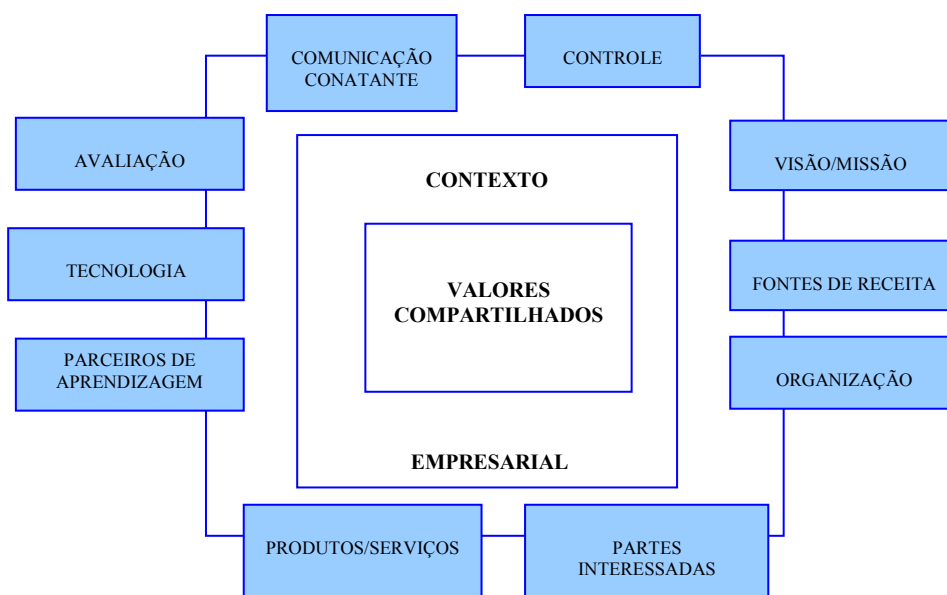 COMUNICAÇÃO
CONATANTE
CONTROLE
AVALIAÇÃO
VISÃO/MISSÃO
CONTEXTO
TECNOLOGIA
FONTES DE RECEITA
VALORES
COMPARTILHADOS
PARCEIROS DE
APRENDIZAGEM
ORGANIZAÇÃO
EMPRESARIAL
PRODUTOS/SERVIÇOS
PARTES
INTERESSADAS